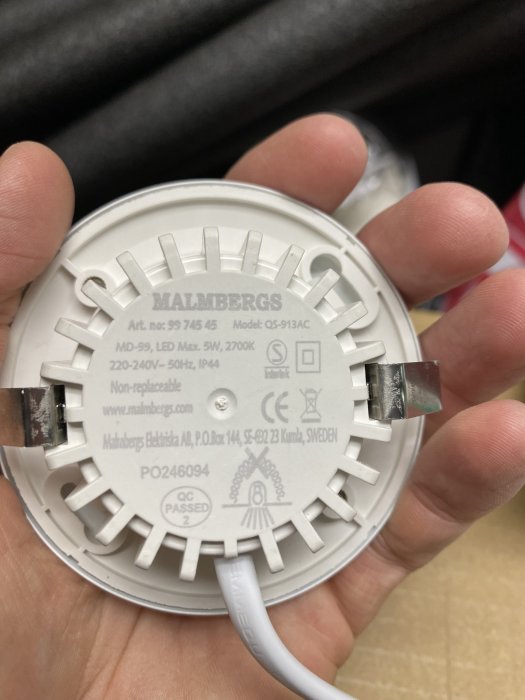 MALMBERGS
Art. no: 99 745 45 Model: QS-913AC
MD-99, LED Max. 5W, 2700K
220-240V~ 50Hz, IP44
S
Intertek
Non-replaceable
www.malmbergs.com
CE
Malmbergs Elektriska AB, P.O.Box 144, SE-692 23 Kumla, SWEDEN
PO246094
QC
PASSED
2